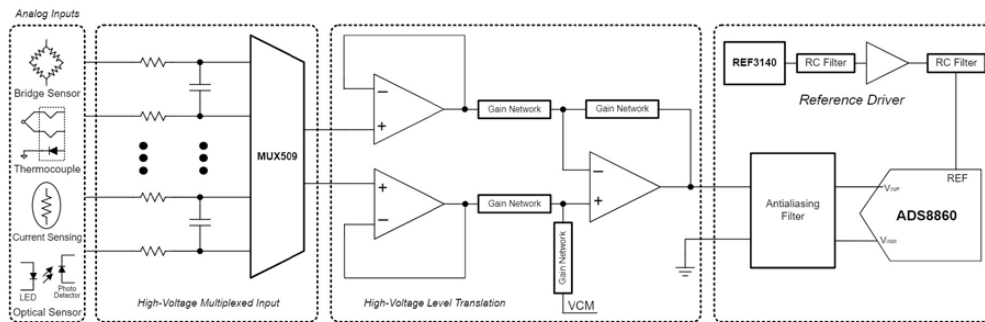 Analog Inputs
Bridge Sensor
Thermocouple
Current Sensing
LED
Photo
Detector
Optical Sensor
MUX509
High-Voltage Multiplexed Input
−
+
Gain Network
Gain Network
+
−
Gain Network
−
+
Gain Network
VCM
High-Voltage Level Translation
REF3140
RC Filter
RC Filter
Reference Driver
Antialiasing
Filter
REF
VINP
ADS8860
VINM